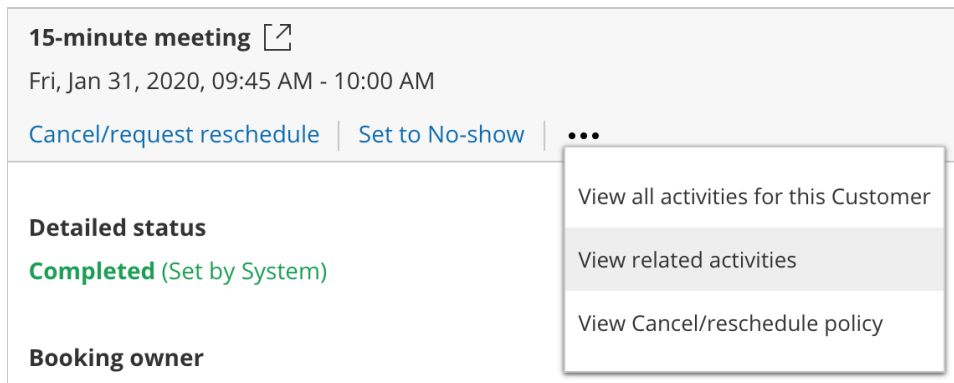 15-minute meeting
Fri, Jan 31, 2020, 09:45 AM - 10:00 AM
Cancel/request reschedule | Set to No-show | •••
View all activities for this Customer
View related activities
View Cancel/reschedule policy
Detailed status
Completed (Set by System)
Booking owner